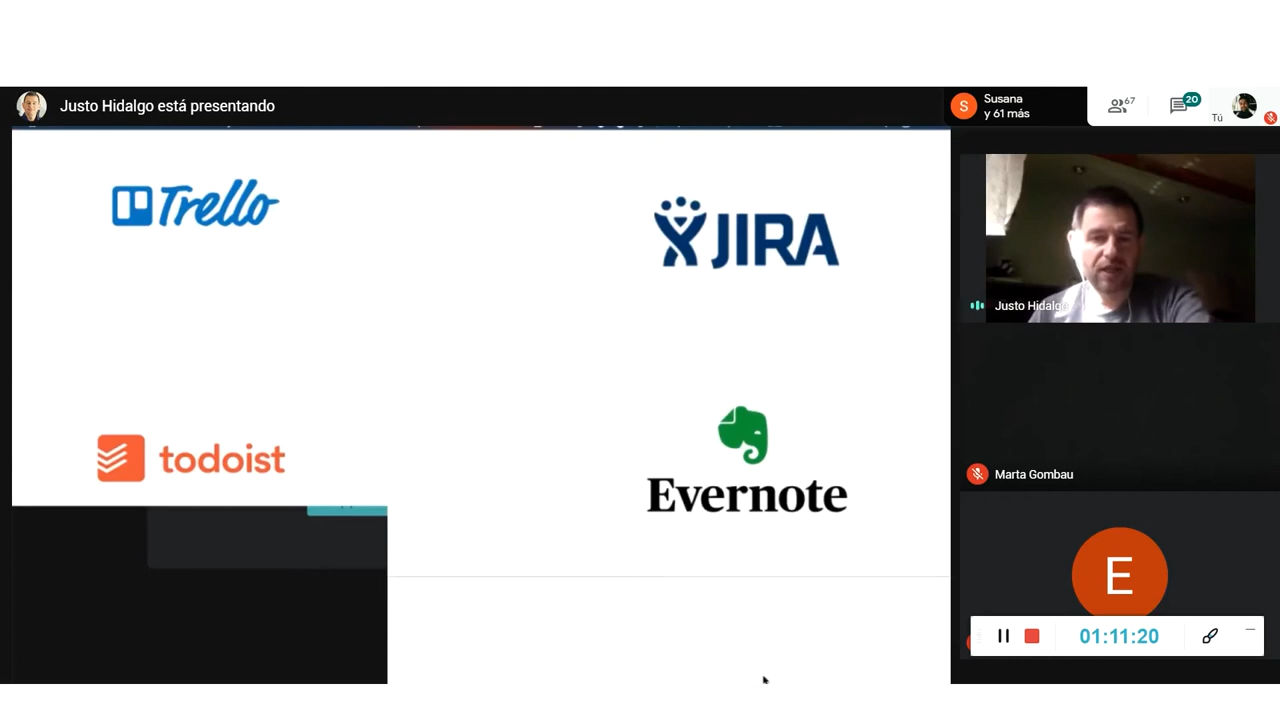 Justo Hidalgo está presentando
Susana
y 61 más
67
20
Tú
Trello
JIRA
Justo Hidalgo
todoist
Evernote
Marta Gombau
E
01:11:20
S